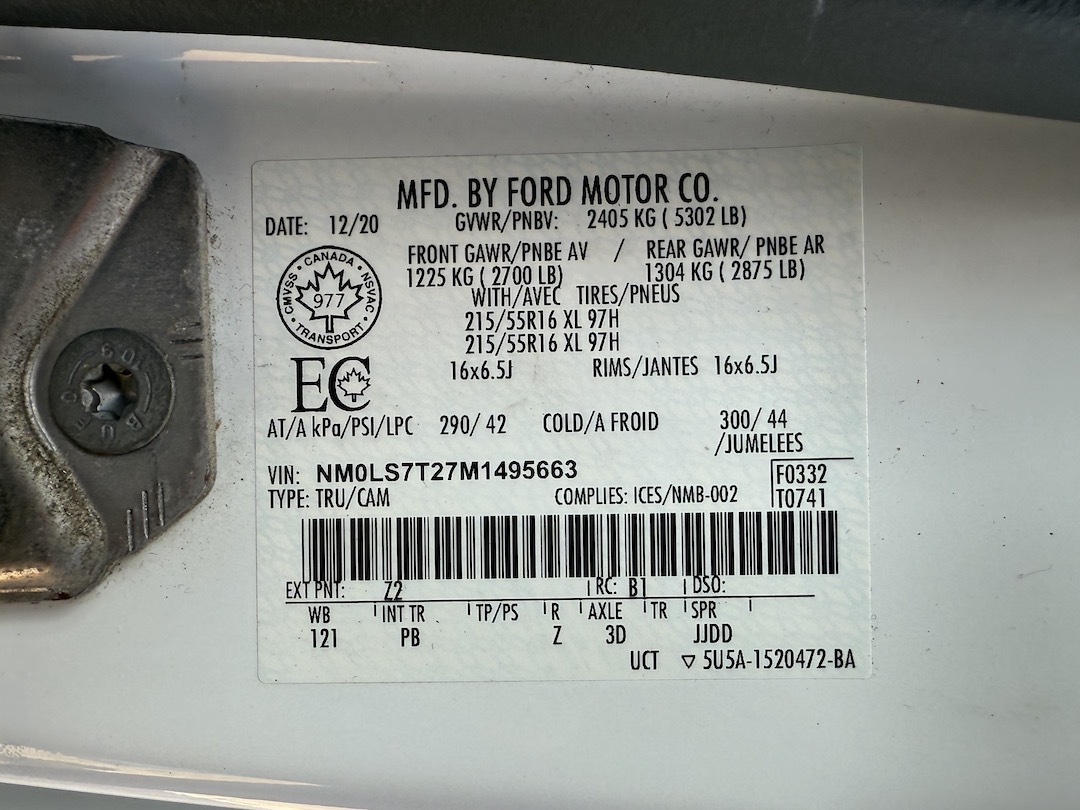 MFD. BY FORD MOTOR CO.
DATE: 12/20 GVWR/PNBV: 2405 KG ( 5302 LB)
FRONT GAWR/PNBE AV / REAR GAWR/ PNBE AR
1225 KG ( 2700 LB) 1304 KG ( 2875 LB)
WITH/AVEC TIRES/PNEUS
CMVSS · CANADA · NSVAC · TRANSPORT ·
977
215/55R16 XL 97H
215/55R16 XL 97H
EC
16x6.5J RIMS/JANTES 16x6.5J
AT/A kPa/PSI/LPC 290/ 42 COLD/A FROID 300/ 44
/JUMELEES
VIN: NM0LS7T27M1495663 F0332
TYPE: TRU/CAM COMPLIES: ICES/NMB-002 T0741
EXT PNT: Z2 RC: B1 DSO:
WB INT TR TP/PS R AXLE TR SPR
121 PB Z 3D JJDD
UCT ▽ 5U5A-1520472-BA